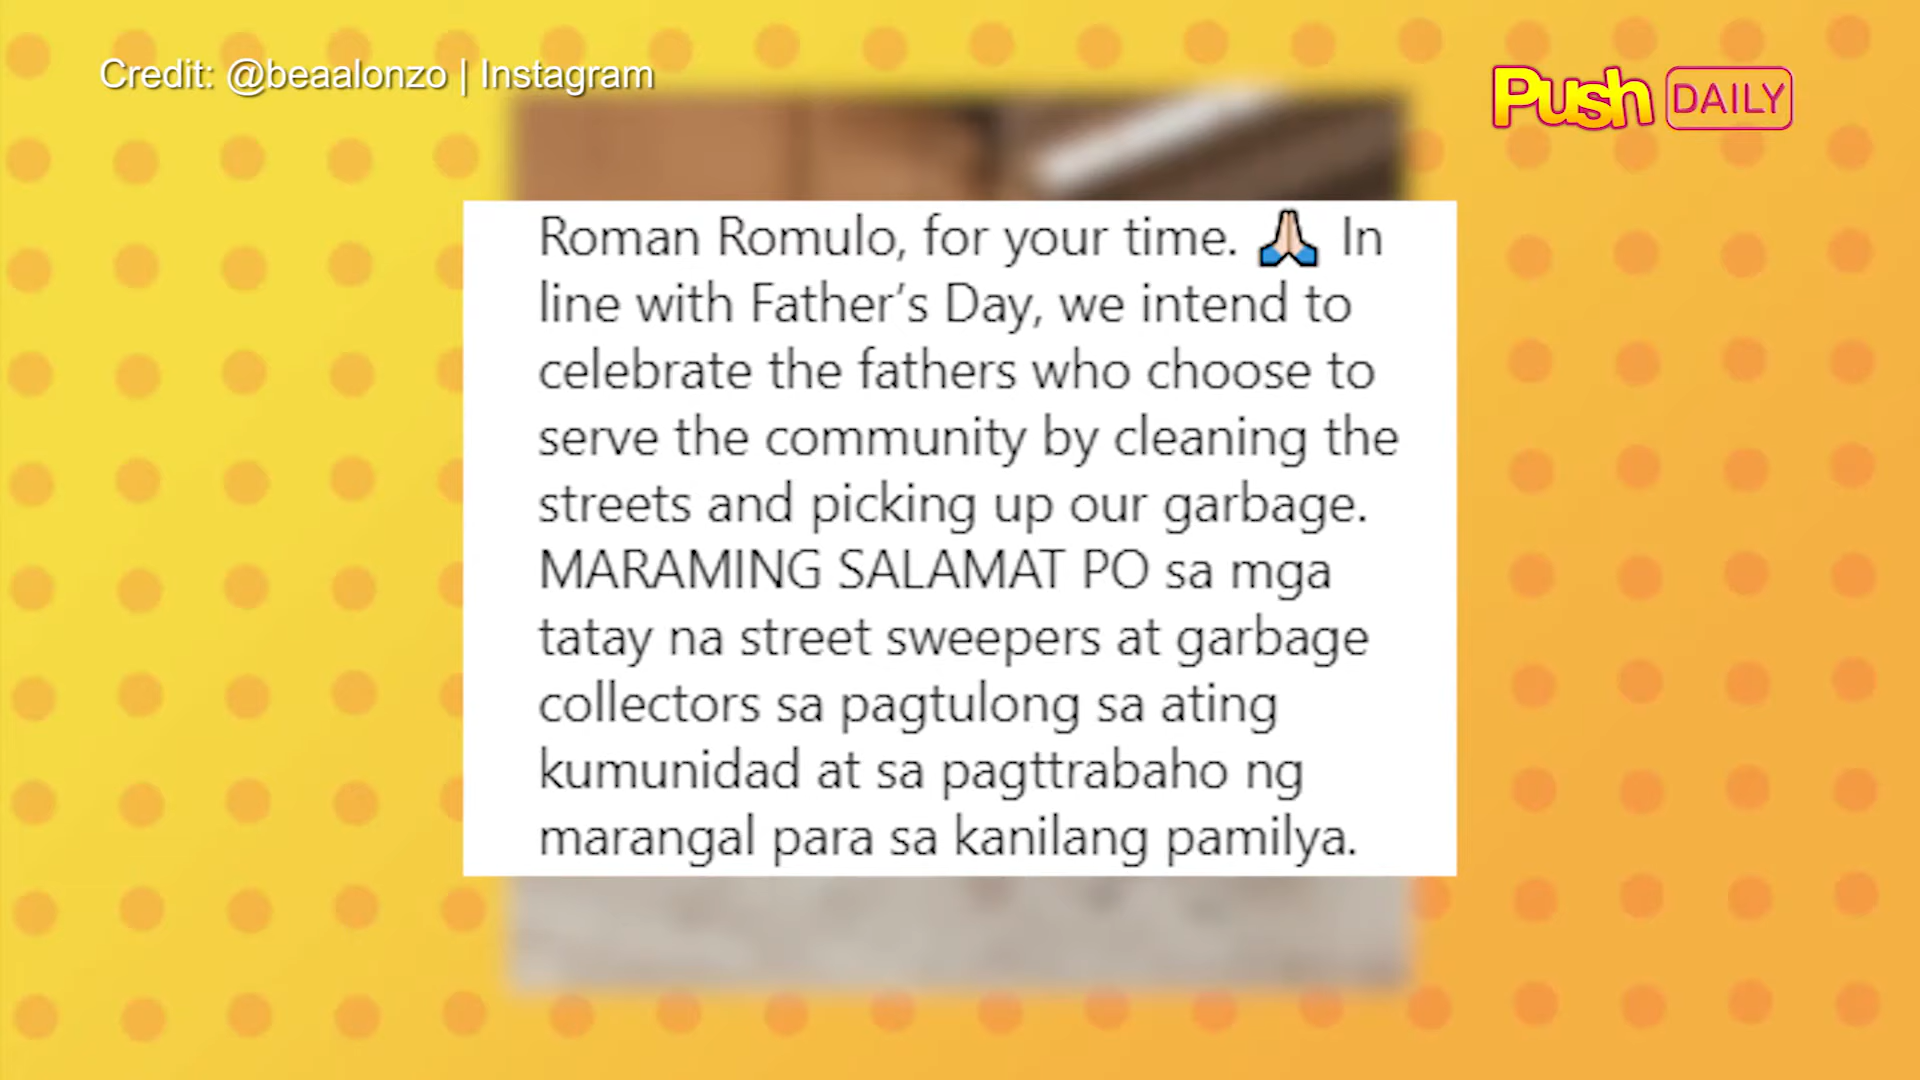 Credit: @beaalonzo | Instagram
Push DAILY
Roman Romulo, for your time. 🙏🏻 In
line with Father’s Day, we intend to
celebrate the fathers who choose to
serve the community by cleaning the
streets and picking up our garbage.
MARAMING SALAMAT PO sa mga
tatay na street sweepers at garbage
collectors sa pagtulong sa ating
kumunidad at sa pagttrabaho ng
marangal para sa kanilang pamilya.